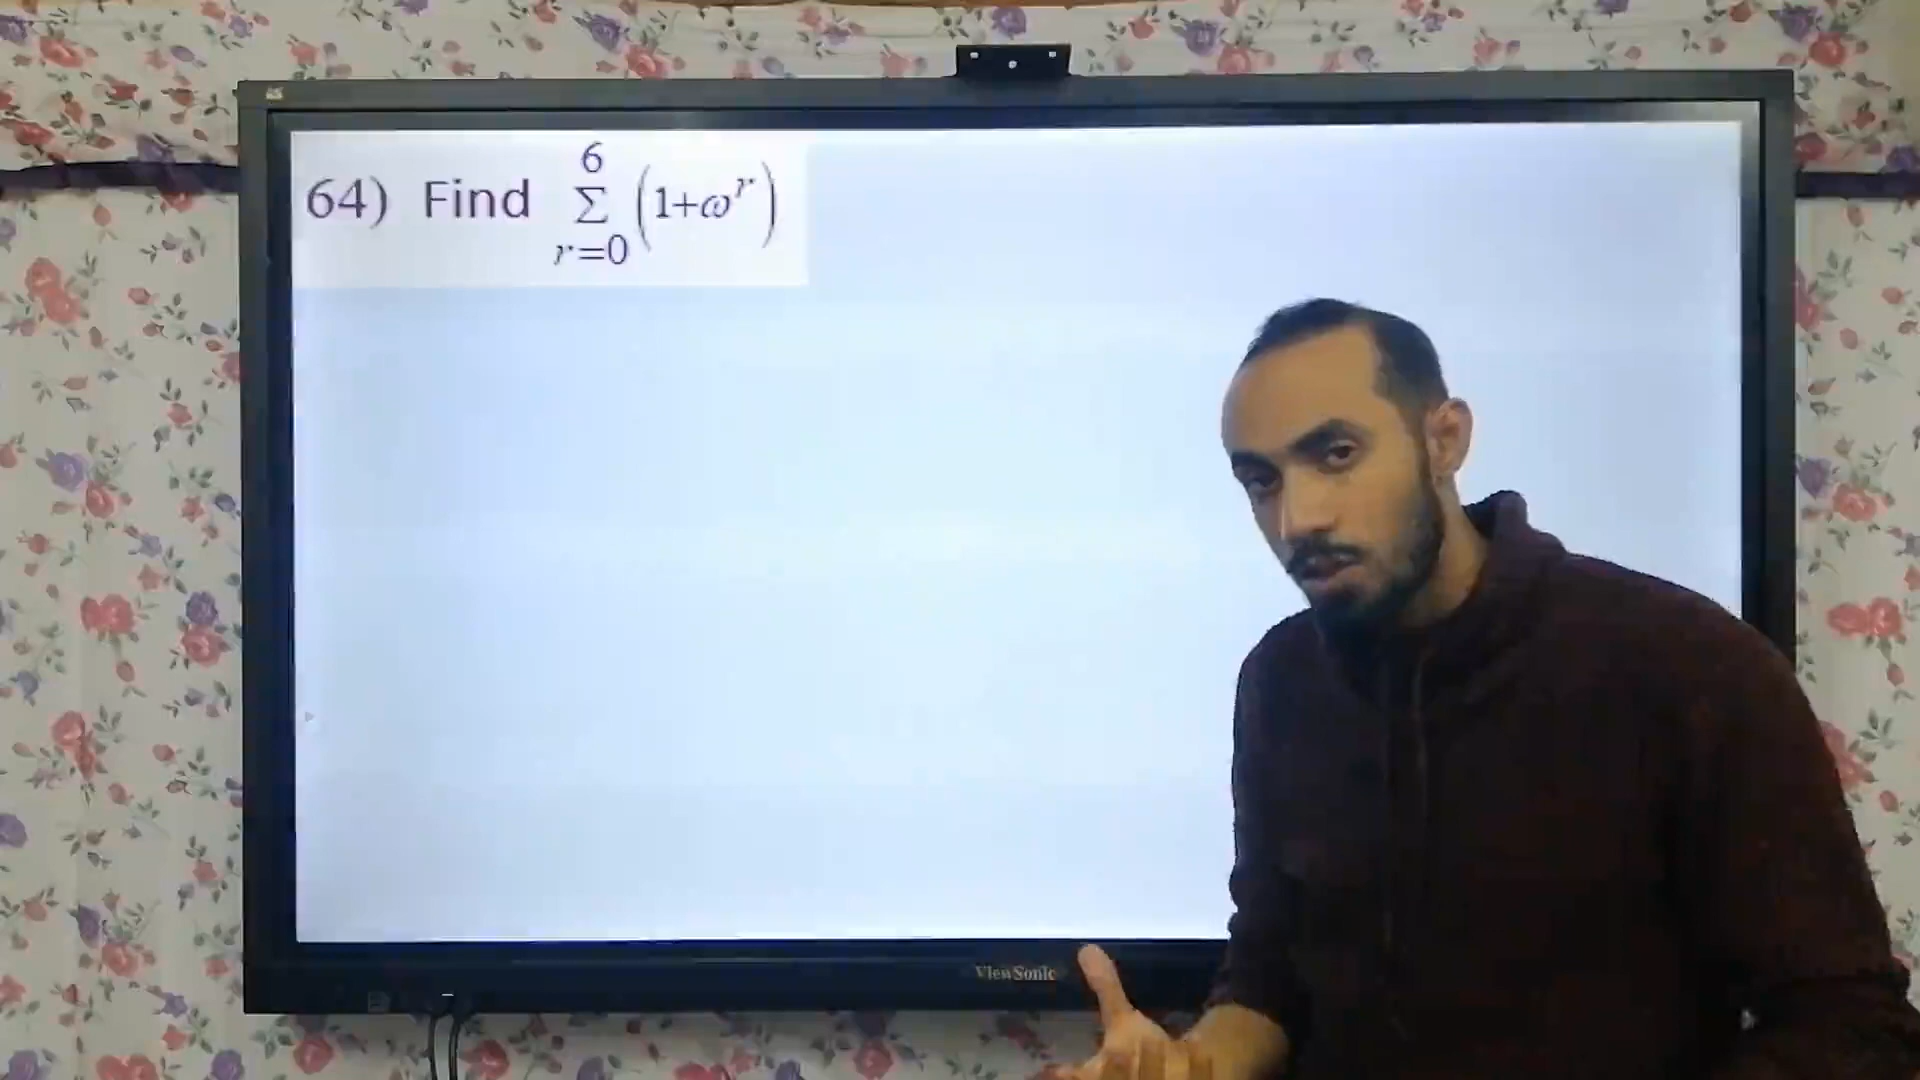 64) Find $\sum_{r=0}^{6} (1+\omega^r)$
ViewSonic